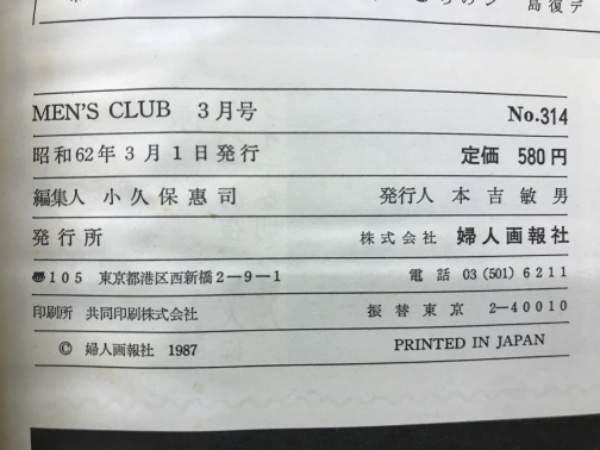 島復デ
MEN'S CLUB 3月号 No.314
昭和62年3月1日発行 定価 580円
編集人 小久保惠司 発行人 本吉敏男
発行所 株式会社 婦人画報社
〠105 東京都港区西新橋2−9−1 電話 03(501)6211
印刷所 共同印刷株式会社 振替東京 2−40010
© 婦人画報社 1987 PRINTED IN JAPAN